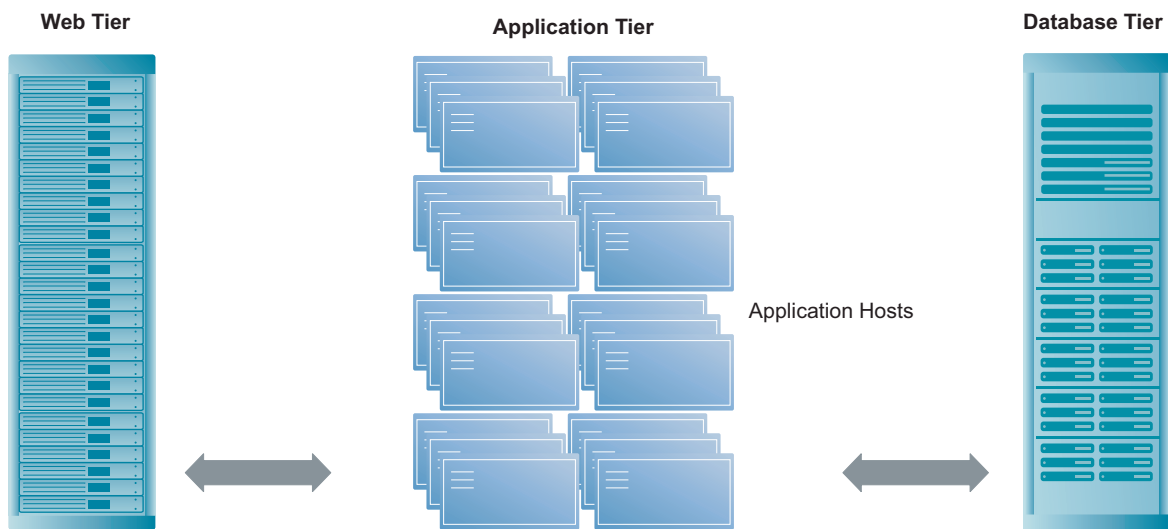 Web Tier
Application Tier
Database Tier
Application Hosts